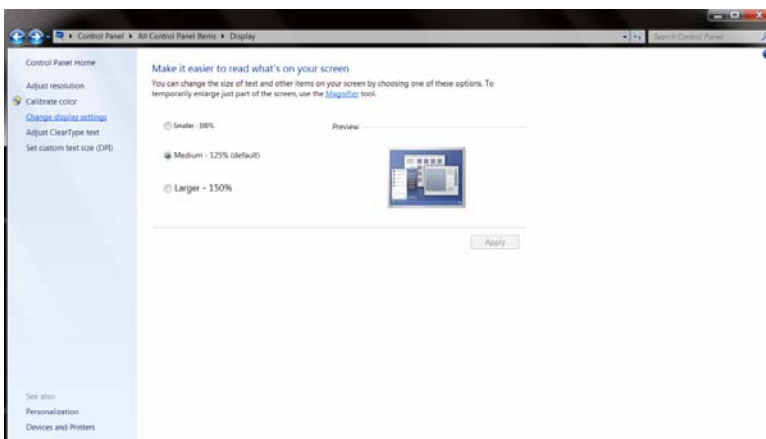 Control Panel ▸ All Control Panel Items ▸ Display
Search Control Panel
Control Panel Home
Adjust resolution
Calibrate color
Change display settings
Adjust ClearType text
Set custom text size (DPI)
Make it easier to read what's on your screen
You can change the size of text and other items on your screen by choosing one of these options. To
temporarily enlarge just part of the screen, use the Magnifier tool.
Smaller - 100%
Preview
Medium - 125% (default)
Larger - 150%
Apply
See also
Personalization
Devices and Printers